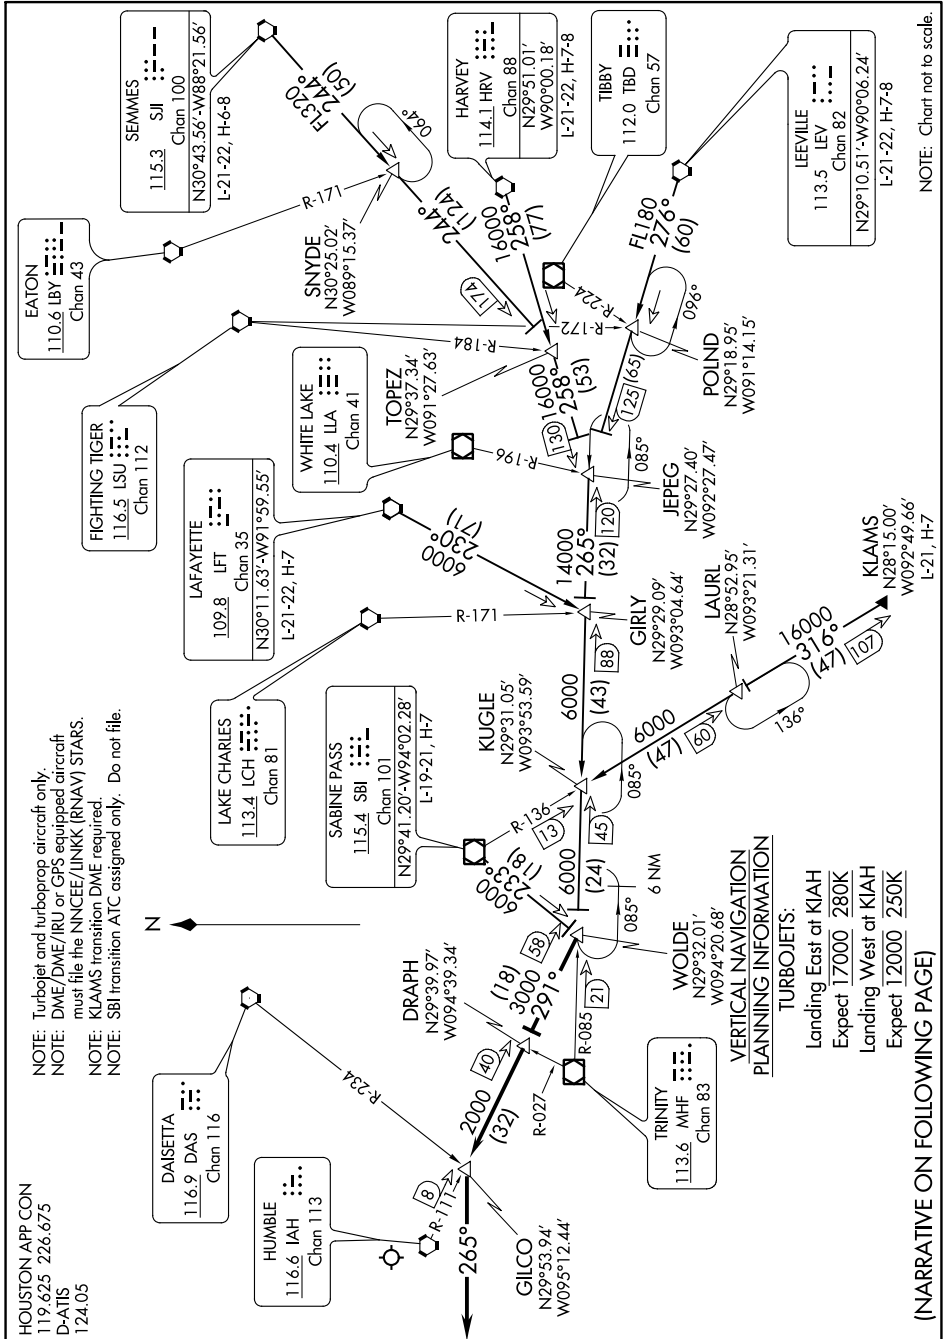 HOUSTON APP CON
119.625 226.675
D-ATIS
124.05
NOTE: Turbojet and turboprop aircraft only.
NOTE: DME/DME/IRU or GPS equipped aircraft
must file the NNCEE/LINKK (RNAV) STARS.
NOTE: KLAMS transition DME required.
NOTE: SBI transition ATC assigned only. Do not file.
N
DAISETTA
116.9 DAS
Chan 116
HUMBLE
116.6 IAH
Chan 113
TRINITY
113.6 MHF
Chan 83
SABINE PASS
115.4 SBI
Chan 101
N29°41.20'-W94°02.28'
L-19-21, H-7
LAKE CHARLES
113.4 LCH
Chan 81
LAFAYETTE
109.8 LFT
Chan 35
N30°11.63'-W91°59.55'
L-21-22, H-7
WHITE LAKE
110.4 LLA
Chan 41
FIGHTING TIGER
116.5 LSU
Chan 112
EATON
110.6 LBY
Chan 43
SEMMES
115.3 SJI
Chan 100
N30°43.56'-W88°21.56'
L-21-22, H-6-8
HARVEY
114.1 HRV
Chan 88
N29°51.01'
W90°00.18'
L-21-22, H-7-8
TIBBY
112.0 TBD
Chan 57
LEEVILLE
113.5 LEV
Chan 82
N29°10.51'-W90°06.24'
L-21-22, H-7-8
SNYDE
N30°25.02'
W089°15.37'
TOPEZ
N29°37.34'
W091°27.63'
POLND
N29°18.95'
W091°14.15'
JEPEG
N29°27.40'
W092°27.47'
GIRLY
N29°29.09'
W093°04.64'
KUGLE
N29°31.05'
W093°53.59'
LAURL
N28°52.95'
W093°21.31'
KLAMS
N28°15.00'
W092°49.66'
L-21, H-7
WOLDE
N29°32.01'
W094°20.68'
DRAPH
N29°39.97'
W094°39.34'
GILCO
N29°53.94'
W095°12.44'
FL320
244°
(50)
064°
R-171
244°
(124)
174
16000
258°
(77)
R-184
R-172
R-224
FL180
276°
(60)
096°
16000
258°
(53)
130
(65)
125
R-196
085°
14000
265°
(32)
120
6000
230°
(71)
R-171
6000
(43)
88
R-136
13
085°
45
6000
(47)
60
136°
16000
316°
(47)
107
6000
233°
(18)
58
6000
(24)
6 NM
085°
21
R-085
(18)
3000
291°
40
R-027
2000
(32)
R-234
8
R-111
265°
VERTICAL NAVIGATION
PLANNING INFORMATION
TURBOJETS:
Landing East at KIAH
Expect 17000 280K
Landing West at KIAH
Expect 12000 250K
(NARRATIVE ON FOLLOWING PAGE)
NOTE: Chart not to scale.